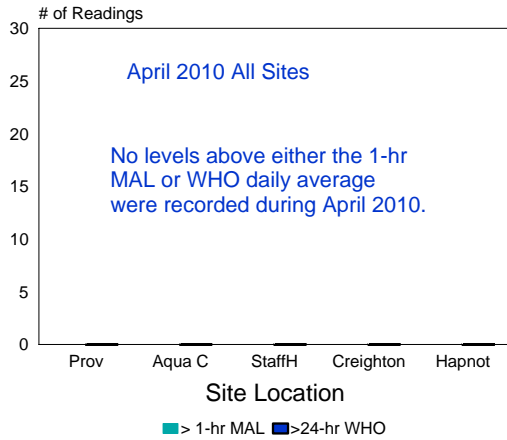 # of Readings
30
April 2010 All Sites
25
20
No levels above either the 1-hr
MAL or WHO daily average
were recorded during April 2010.
15
10
5
0
Prov Aqua C StaffH Creighton Hapnot
Site Location
> 1-hr MAL >24-hr WHO